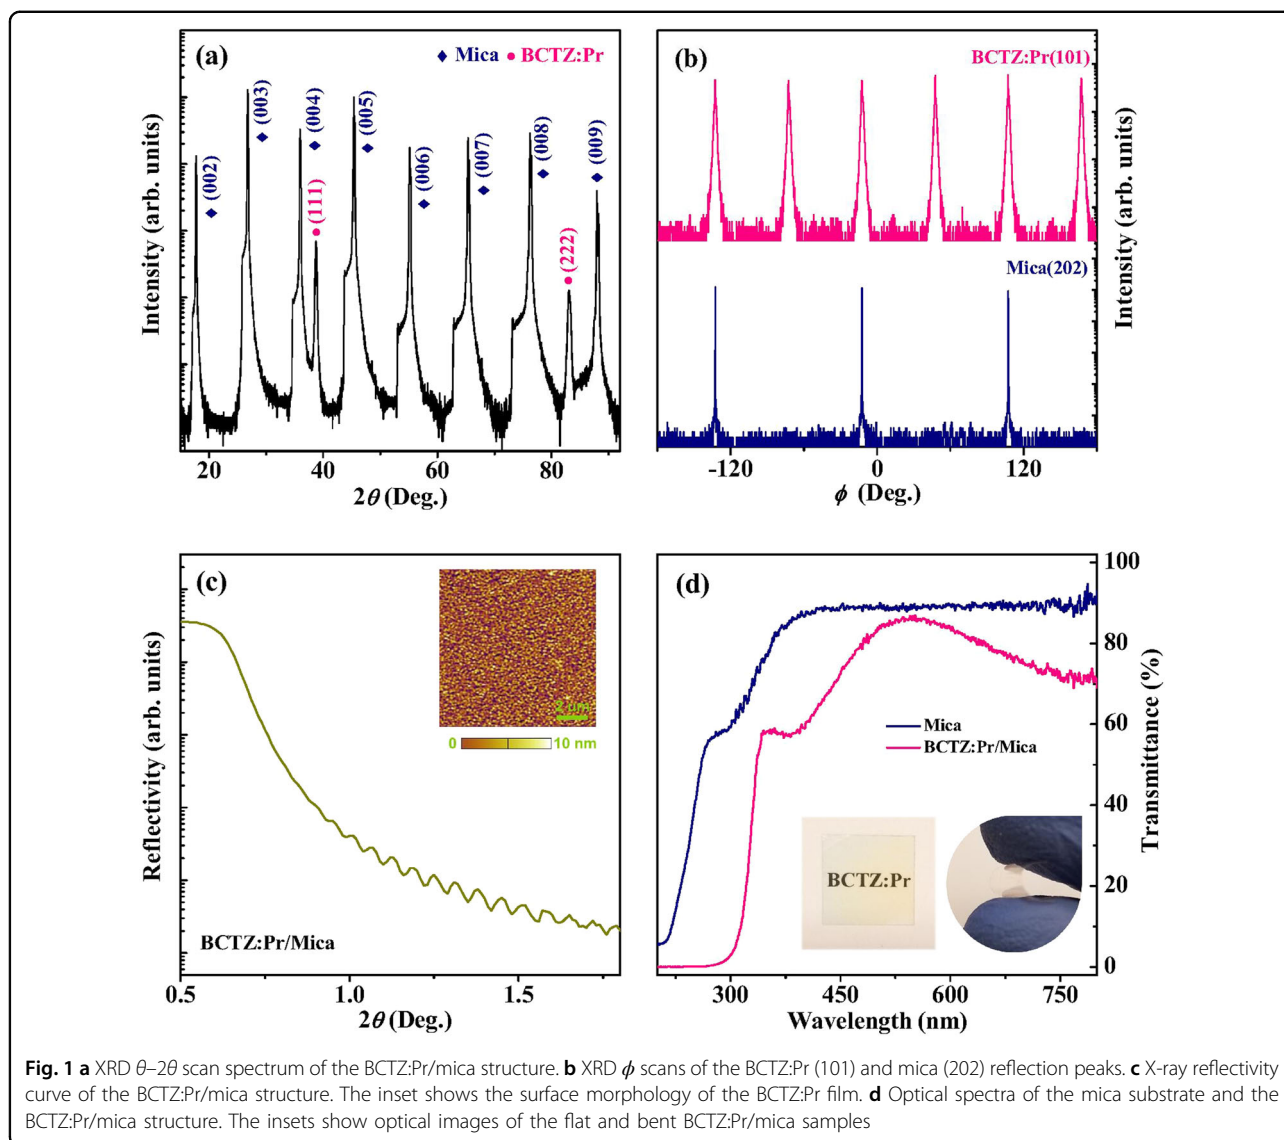 (a)
◆ Mica ● BCTZ:Pr
Intensity (arb. units)
◆ (002)
◆ (003)
◆ (004)
● (111)
◆ (005)
◆ (006)
◆ (007)
◆ (008)
● (222)
◆ (009)
20 40 60 80
2θ (Deg.)
(b)
BCTZ:Pr(101)
Mica(202)
Intensity (arb. units)
-120 0 120
ϕ (Deg.)
(c)
Reflectivity (arb. units)
2 um
0 10 nm
BCTZ:Pr/Mica
0.5 1.0 1.5
2θ (Deg.)
(d)
100
80
60
40
20
0
Transmittance (%)
Mica
BCTZ:Pr/Mica
BCTZ:Pr
300 450 600 750
Wavelength (nm)
Fig. 1 a XRD θ–2θ scan spectrum of the BCTZ:Pr/mica structure. b XRD ϕ scans of the BCTZ:Pr (101) and mica (202) reflection peaks. c X-ray reflectivity
curve of the BCTZ:Pr/mica structure. The inset shows the surface morphology of the BCTZ:Pr film. d Optical spectra of the mica substrate and the
BCTZ:Pr/mica structure. The insets show optical images of the flat and bent BCTZ:Pr/mica samples